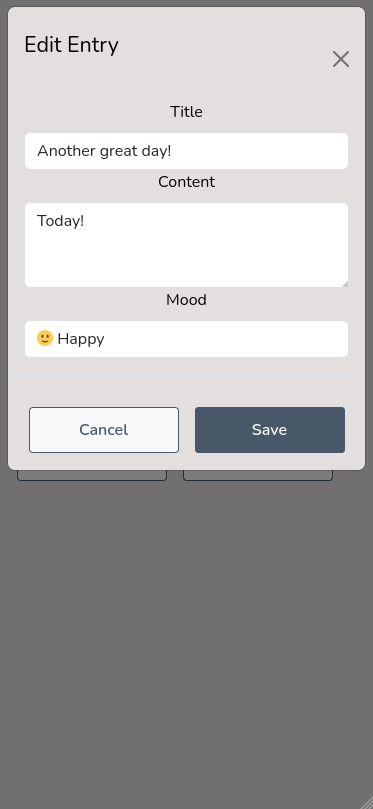 Edit Entry
Title
Another great day!
Content
Today!
Mood
🙂 Happy
Cancel
Save